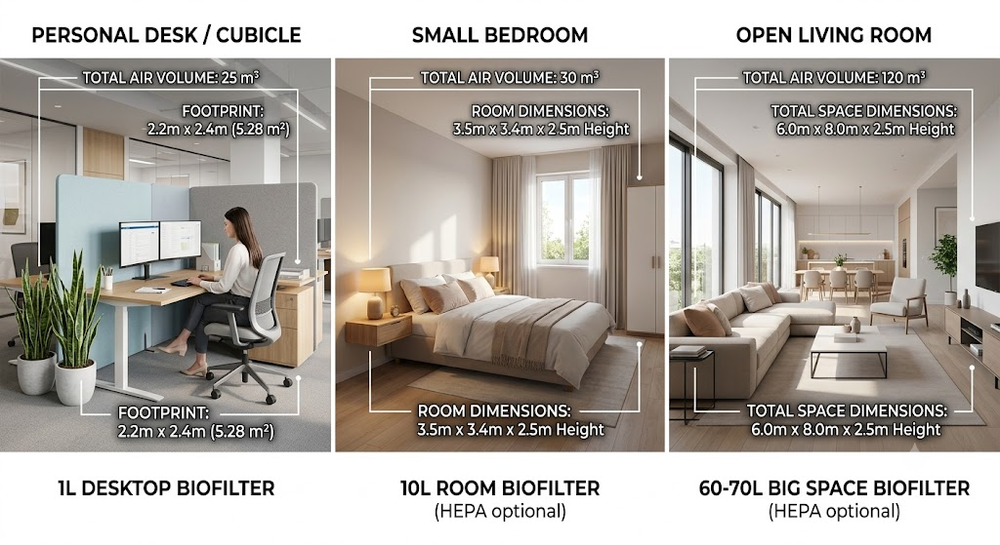 PERSONAL DESK / CUBICLE
TOTAL AIR VOLUME: 25 m³
FOOTPRINT:
2.2m x 2.4m (5.28 m²)
FOOTPRINT:
2.2m x 2.4m (5.28 m²)
1L DESKTOP BIOFILTER
SMALL BEDROOM
TOTAL AIR VOLUME: 30 m³
ROOM DIMENSIONS:
3.5m x 3.4m x 2.5m Height
ROOM DIMENSIONS:
3.5m x 3.4m x 2.5m Height
10L ROOM BIOFILTER
(HEPA optional)
OPEN LIVING ROOM
TOTAL AIR VOLUME: 120 m³
TOTAL SPACE DIMENSIONS:
6.0m x 8.0m x 2.5m Height
TOTAL SPACE DIMENSIONS:
6.0m x 8.0m x 2.5m Height
60-70L BIG SPACE BIOFILTER
(HEPA optional)